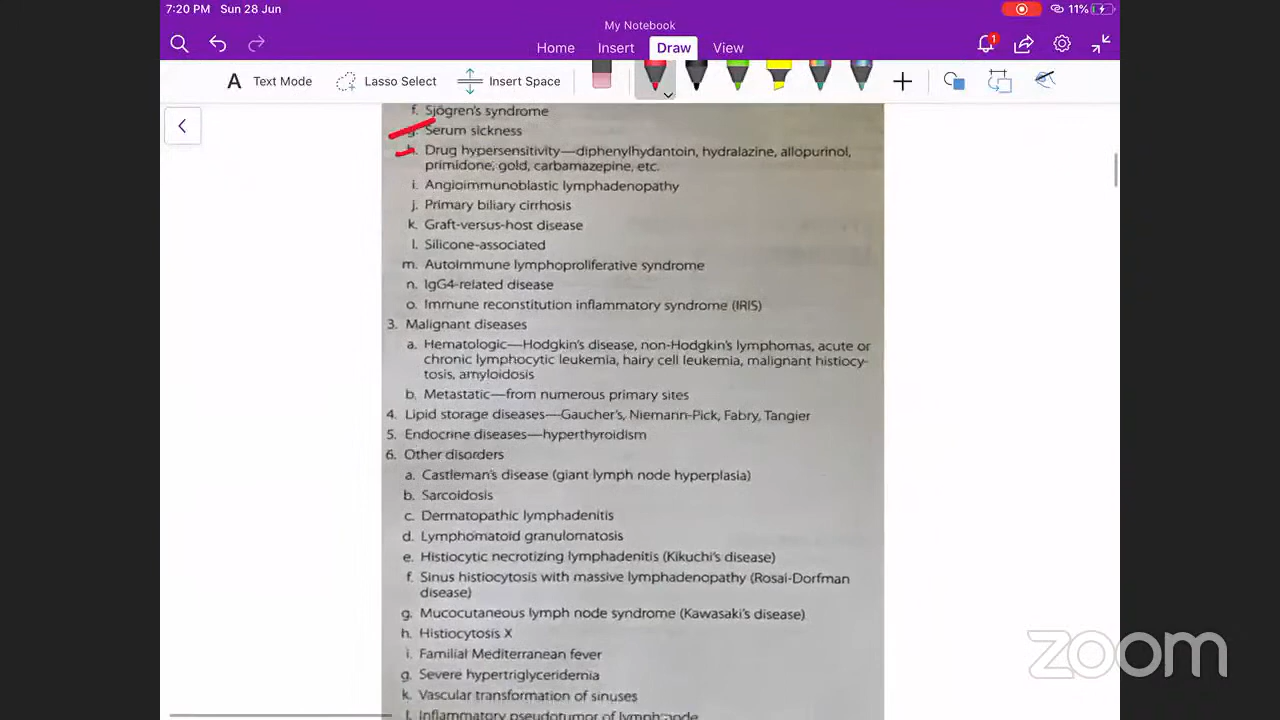 7:20 PM Sun 28 Jun
11%
My Notebook
Home Insert Draw View
1
A Text Mode Lasso Select Insert Space
f. Sjögren's syndrome
g. Serum sickness
h. Drug hypersensitivity—diphenylhydantoin, hydralazine, allopurinol,
primidone, gold, carbamazepine, etc.
i. Angioimmunoblastic lymphadenopathy
j. Primary biliary cirrhosis
k. Graft-versus-host disease
l. Silicone-associated
m. Autoimmune lymphoproliferative syndrome
n. IgG4-related disease
o. Immune reconstitution inflammatory syndrome (IRIS)
3. Malignant diseases
a. Hematologic—Hodgkin's disease, non-Hodgkin's lymphomas, acute or
chronic lymphocytic leukemia, hairy cell leukemia, malignant histiocy-
tosis, amyloidosis
b. Metastatic—from numerous primary sites
4. Lipid storage diseases—Gaucher's, Niemann-Pick, Fabry, Tangier
5. Endocrine diseases—hyperthyroidism
6. Other disorders
a. Castleman's disease (giant lymph node hyperplasia)
b. Sarcoidosis
c. Dermatopathic lymphadenitis
d. Lymphomatoid granulomatosis
e. Histiocytic necrotizing lymphadenitis (Kikuchi's disease)
f. Sinus histiocytosis with massive lymphadenopathy (Rosai-Dorfman
disease)
g. Mucocutaneous lymph node syndrome (Kawasaki's disease)
h. Histiocytosis X
i. Familial Mediterranean fever
g. Severe hypertriglyceridemia
k. Vascular transformation of sinuses
l. Inflammatory pseudotumor of lymph node
zoom